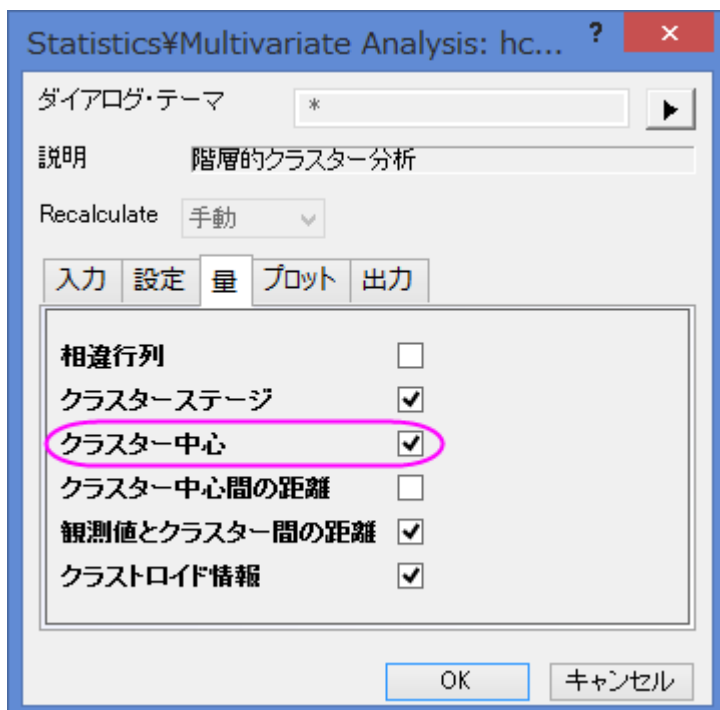 Statistics¥Multivariate Analysis: hc... ? ×
ダイアログ・テーマ *
説明 階層的クラスター分析
Recalculate 手動
入力 設定 量 プロット 出力
相違行列
クラスターステージ
クラスター中心
クラスター中心間の距離
観測値とクラスター間の距離
クラストロイド情報
OK キャンセル